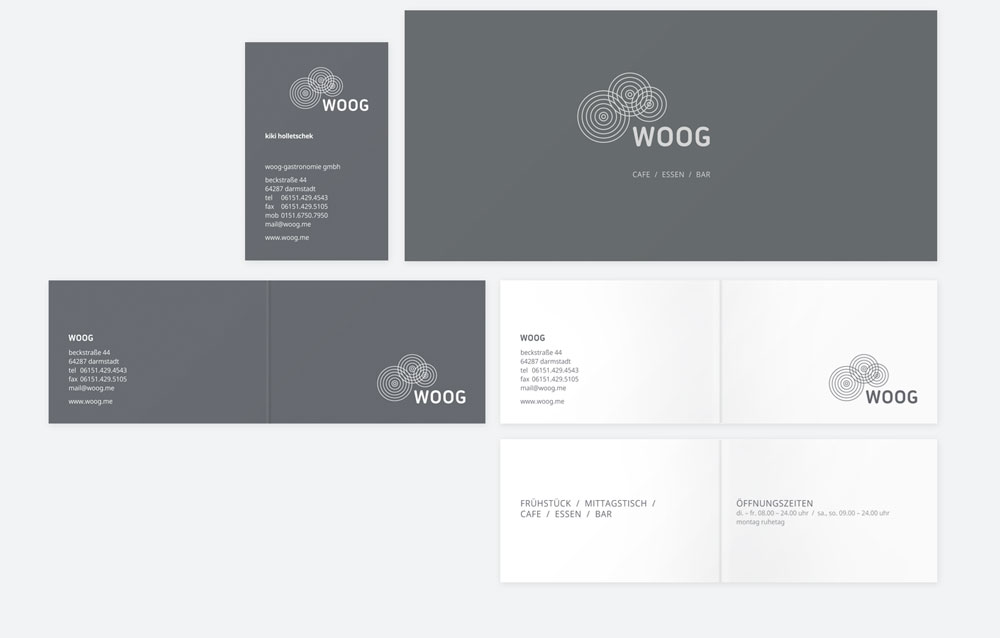 WOOG
kiki holletschek
woog-gastronomie gmbh
beckstraße 44
64287 darmstadt
tel 06151.429.4543
fax 06151.429.5105
mob 0151.6750.7950
mail@woog.me
www.woog.me
WOOG
CAFE / ESSEN / BAR
WOOG
beckstraße 44
64287 darmstadt
tel 06151.429.4543
fax 06151.429.5105
mail@woog.me
www.woog.me
WOOG
WOOG
beckstraße 44
64287 darmstadt
tel 06151.429.4543
fax 06151.429.5105
mail@woog.me
www.woog.me
WOOG
FRÜHSTÜCK / MITTAGSTISCH /
CAFE / ESSEN / BAR
ÖFFNUNGSZEITEN
di. - fr. 08.00 – 24.00 uhr / sa., so. 09.00 – 24.00 uhr
montag ruhetag